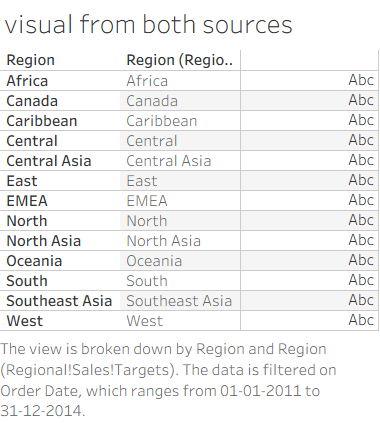 visual from both sources
Region Region (Regio..
Africa Africa Abc
Canada Canada Abc
Caribbean Caribbean Abc
Central Central Abc
Central Asia Central Asia Abc
East East Abc
EMEA EMEA Abc
North North Abc
North Asia North Asia Abc
Oceania Oceania Abc
South South Abc
Southeast Asia Southeast Asia Abc
West West Abc
The view is broken down by Region and Region
(Regional!Sales!Targets). The data is filtered on
Order Date, which ranges from 01-01-2011 to
31-12-2014.